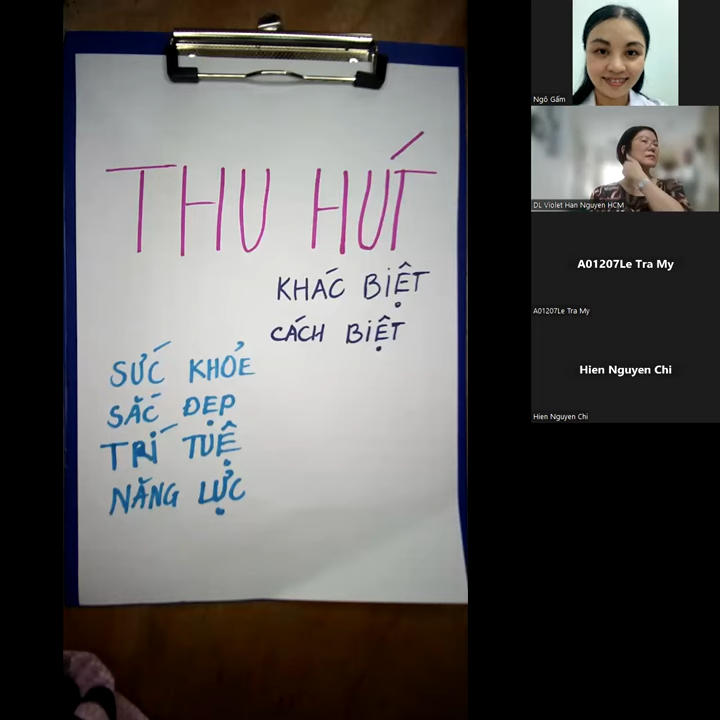 THU HÚT
KHÁC BIỆT
CÁCH BIỆT
SỨC KHỎE
SẮC ĐẸP
TRÍ TUỆ
NĂNG LỰC
Ngô Gấm
DL Violet Han Nguyen HCM
A01207Le Tra My
A01207Le Tra My
Hien Nguyen Chi
Hien Nguyen Chi